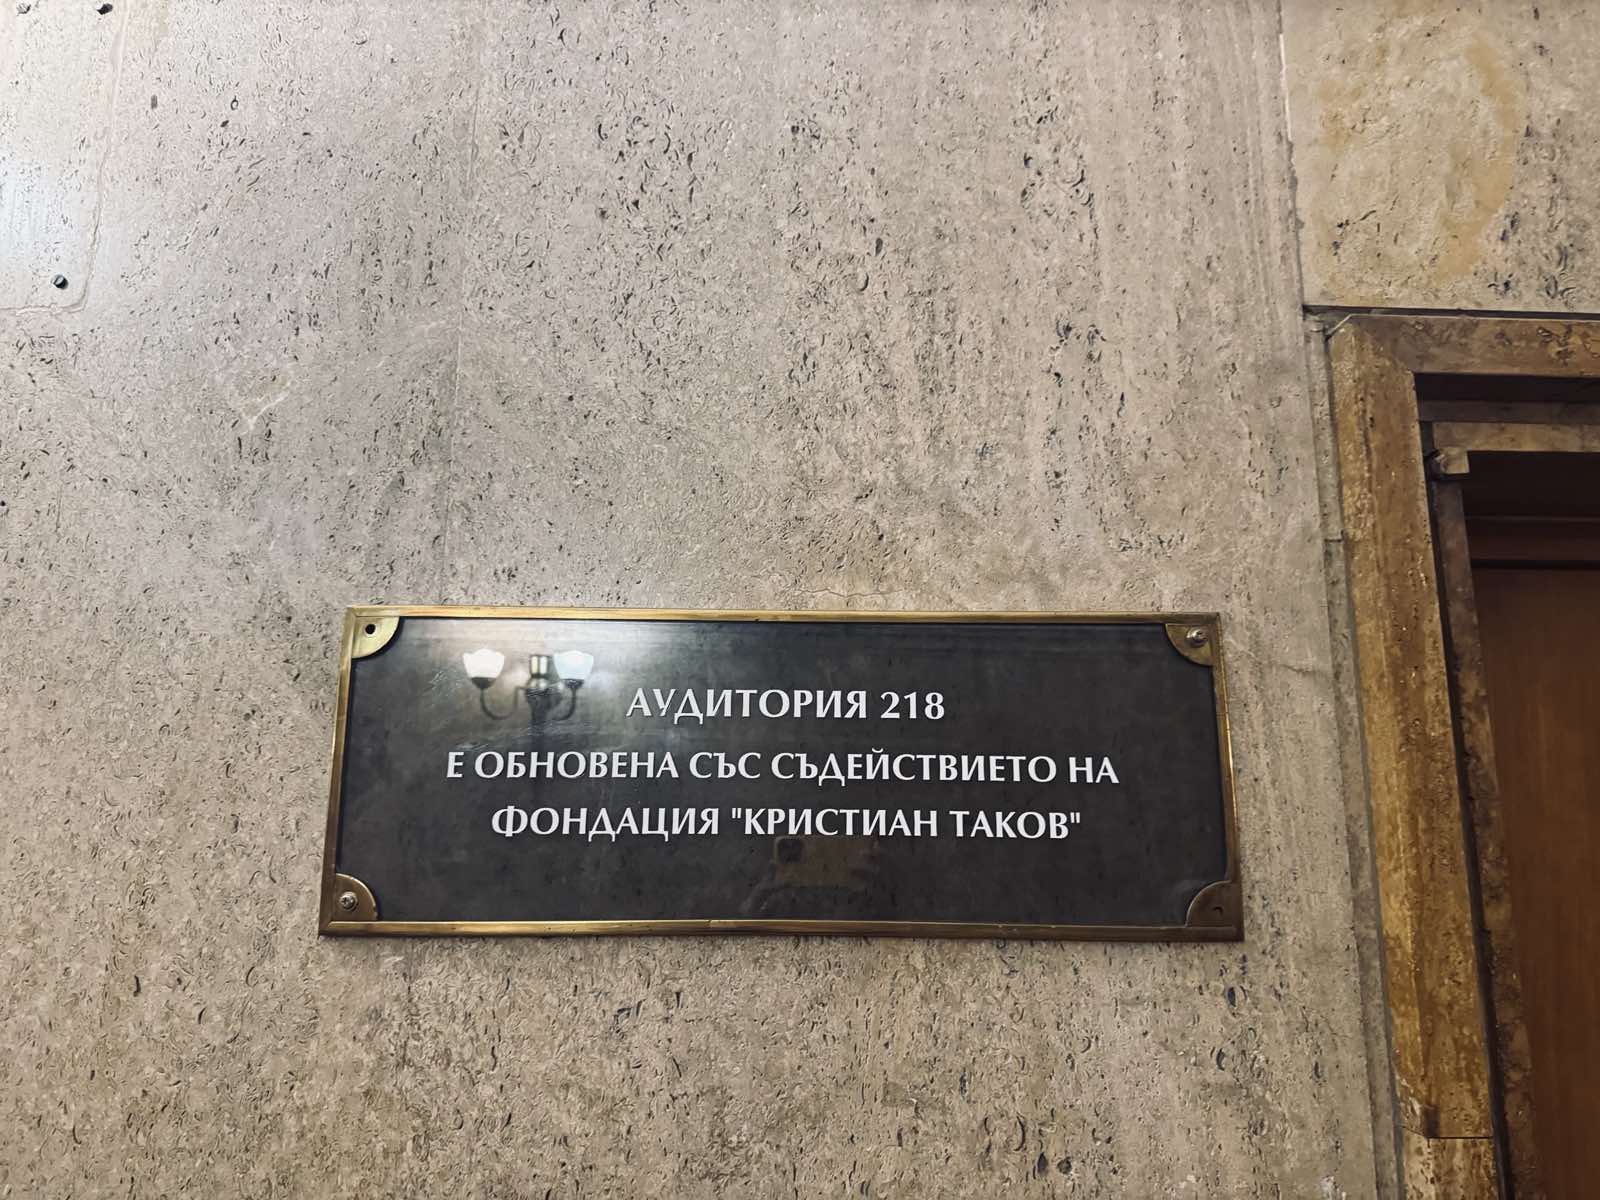 АУДИТОРИЯ 218
Е ОБНОВЕНА СЪС СЪДЕЙСТВИЕТО НА
ФОНДАЦИЯ "КРИСТИАН ТАКОВ"